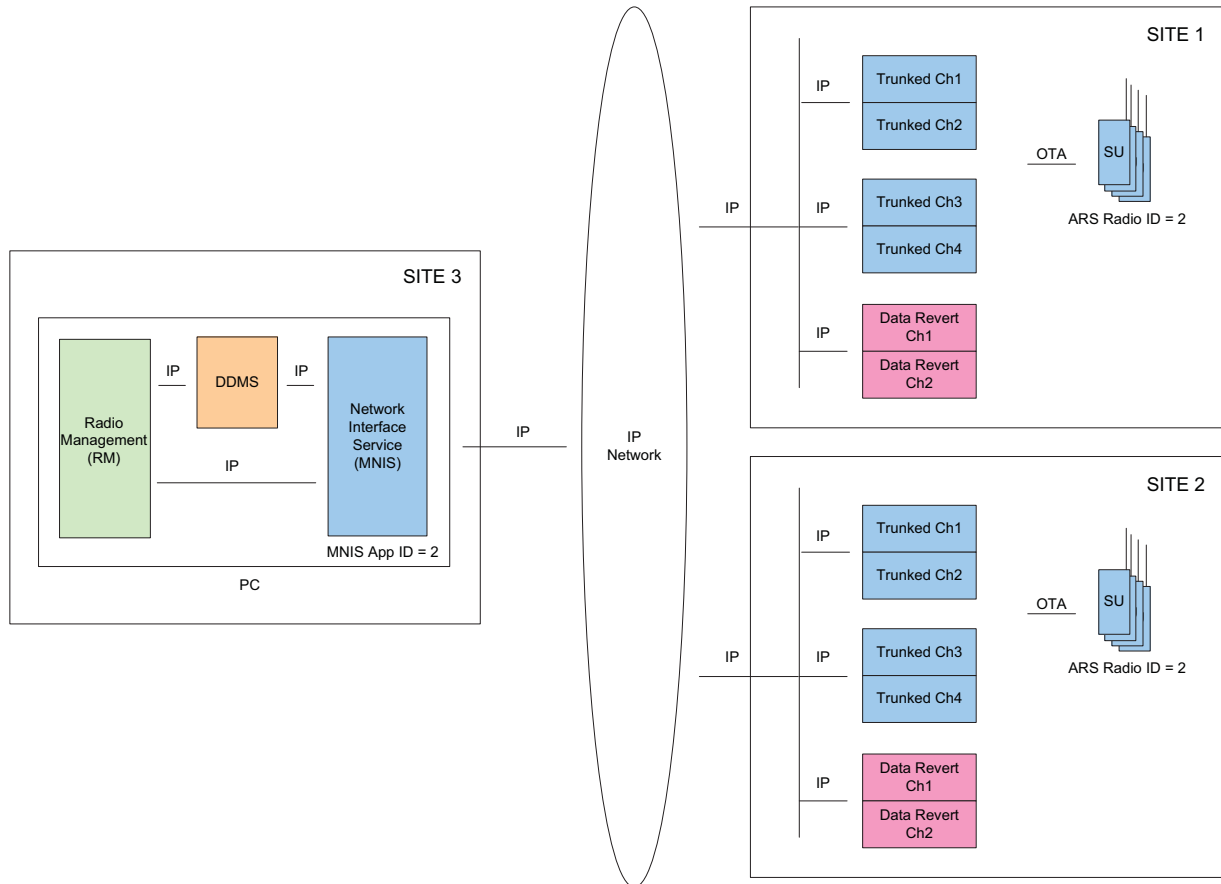 SITE 3
Radio
Management
(RM)
IP
DDMS
IP
Network
Interface
Service
(MNIS)
IP
MNIS App ID = 2
PC
IP
IP
Network
SITE 1
IP
IP
Trunked Ch1
Trunked Ch2
IP
Trunked Ch3
Trunked Ch4
IP
Data Revert
Ch1
Data Revert
Ch2
OTA
SU
ARS Radio ID = 2
SITE 2
IP
IP
Trunked Ch1
Trunked Ch2
IP
Trunked Ch3
Trunked Ch4
IP
Data Revert
Ch1
Data Revert
Ch2
OTA
SU
ARS Radio ID = 2